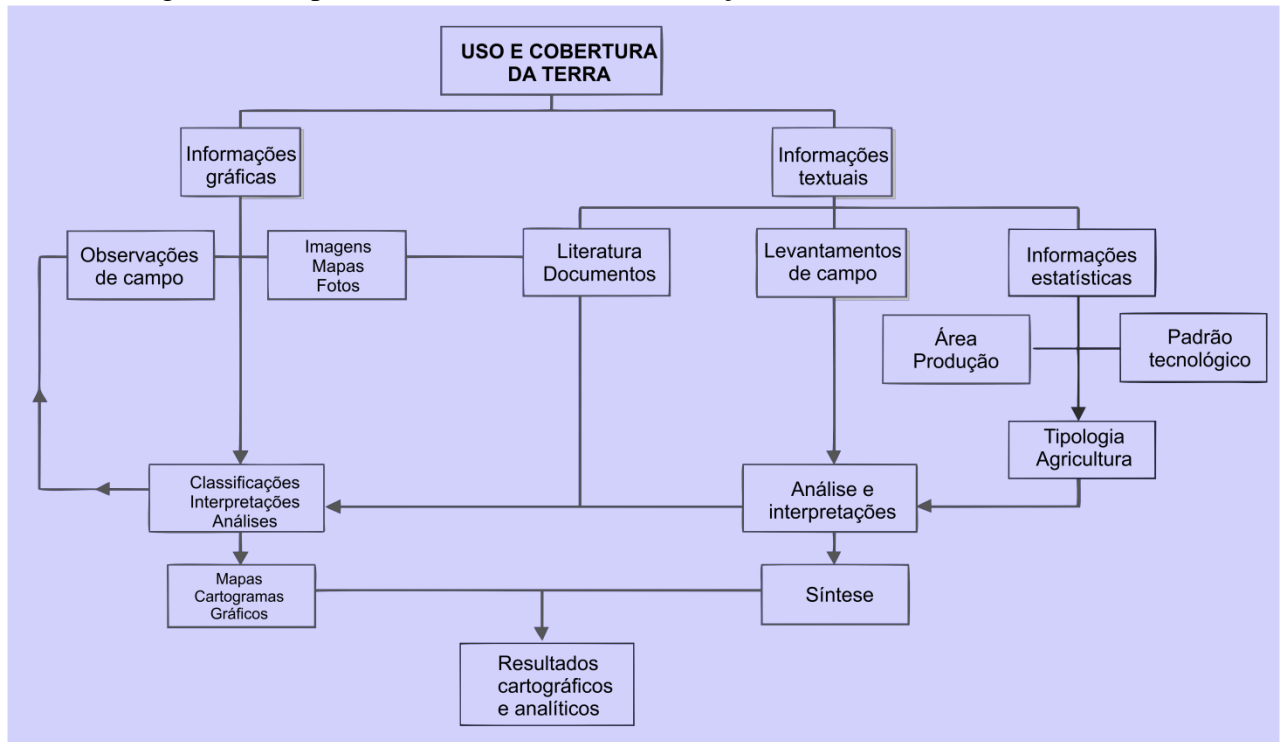 USO E COBERTURA
DA TERRA
Informações
gráficas
Informações
textuais
Observações
de campo
Imagens
Mapas
Fotos
Literatura
Documentos
Levantamentos
de campo
Informações
estatísticas
Área
Produção
Padrão
tecnológico
Tipologia
Agricultura
Classificações
Interpretações
Análises
Análise e
interpretações
Mapas
Cartogramas
Gráficos
Síntese
Resultados
cartográficos
e analíticos